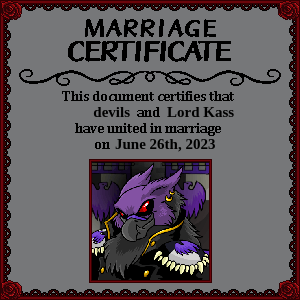 MARRIAGE
CERTIFICATE
This document certifies that
devils and Lord Kass
have united in marriage
on June 26th, 2023